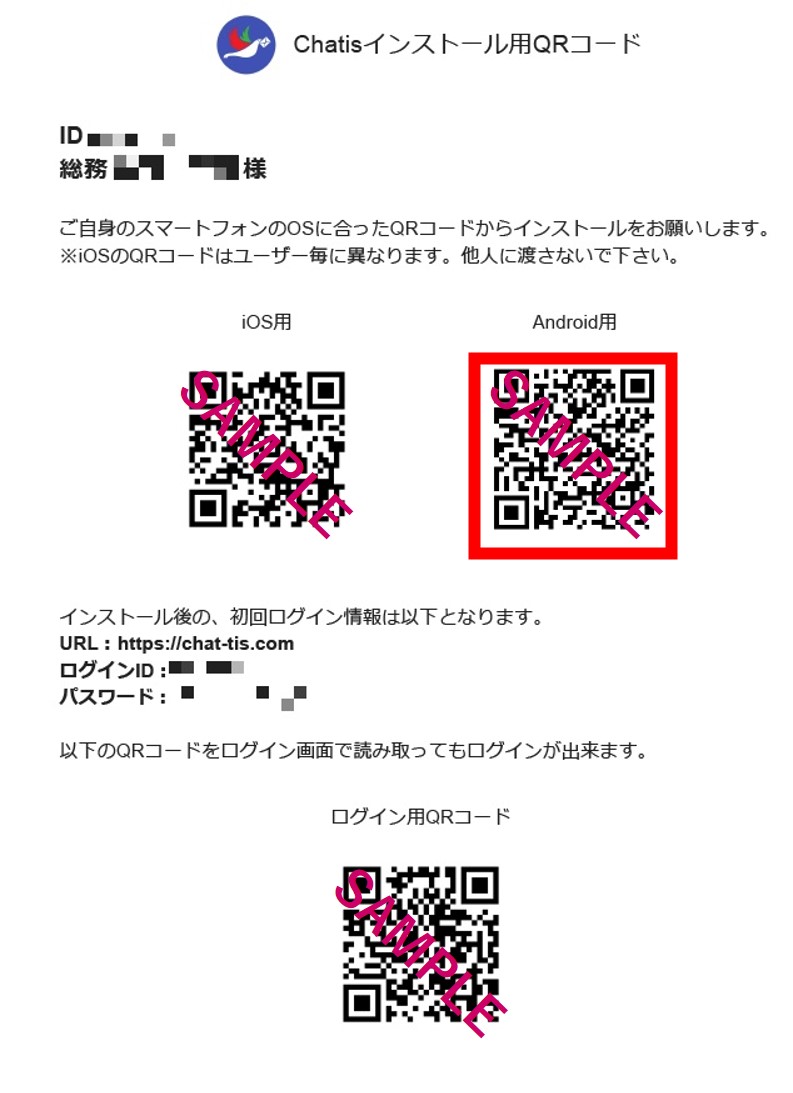 Chatisインストール用QRコード
ID
総務 様
ご自身のスマートフォンのOSに合ったQRコードからインストールをお願いします。
※iOSのQRコードはユーザー毎に異なります。他人に渡さないで下さい。
iOS用
Android用
SAMPLE
SAMPLE
インストール後の、初回ログイン情報は以下となります。
URL：https://chat-tis.com
ログインID：
パスワード：
以下のQRコードをログイン画面で読み取ってもログインが出来ます。
ログイン用QRコード
SAMPLE